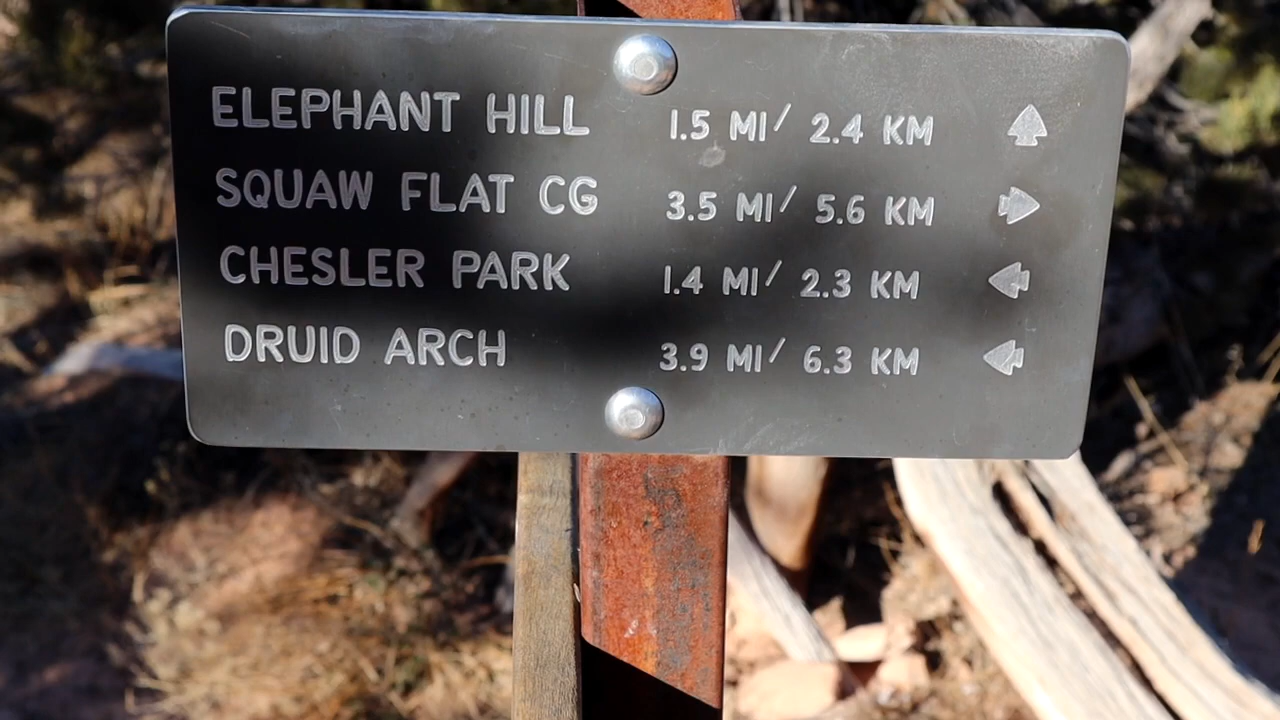 ELEPHANT HILL 1.5 MI/ 2.4 KM
SQUAW FLAT CG 3.5 MI/ 5.6 KM
CHESLER PARK 1.4 MI/ 2.3 KM
DRUID ARCH 3.9 MI/ 6.3 KM